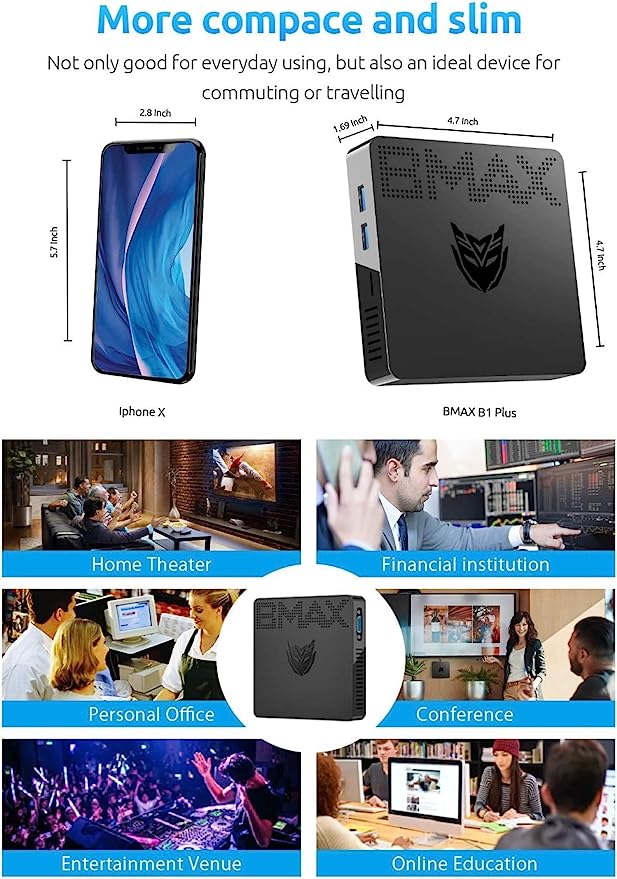 More compace and slim
Not only good for everyday using, but also an ideal device for
commuting or travelling
2.8 Inch
1.69 Inch
4.7 Inch
5.7 Inch
BMAX
4.7 Inch
Iphone X
BMAX B1 Plus
Home Theater
Financial institution
BMAX
Personal Office
Conference
Entertainment Venue
Online Education